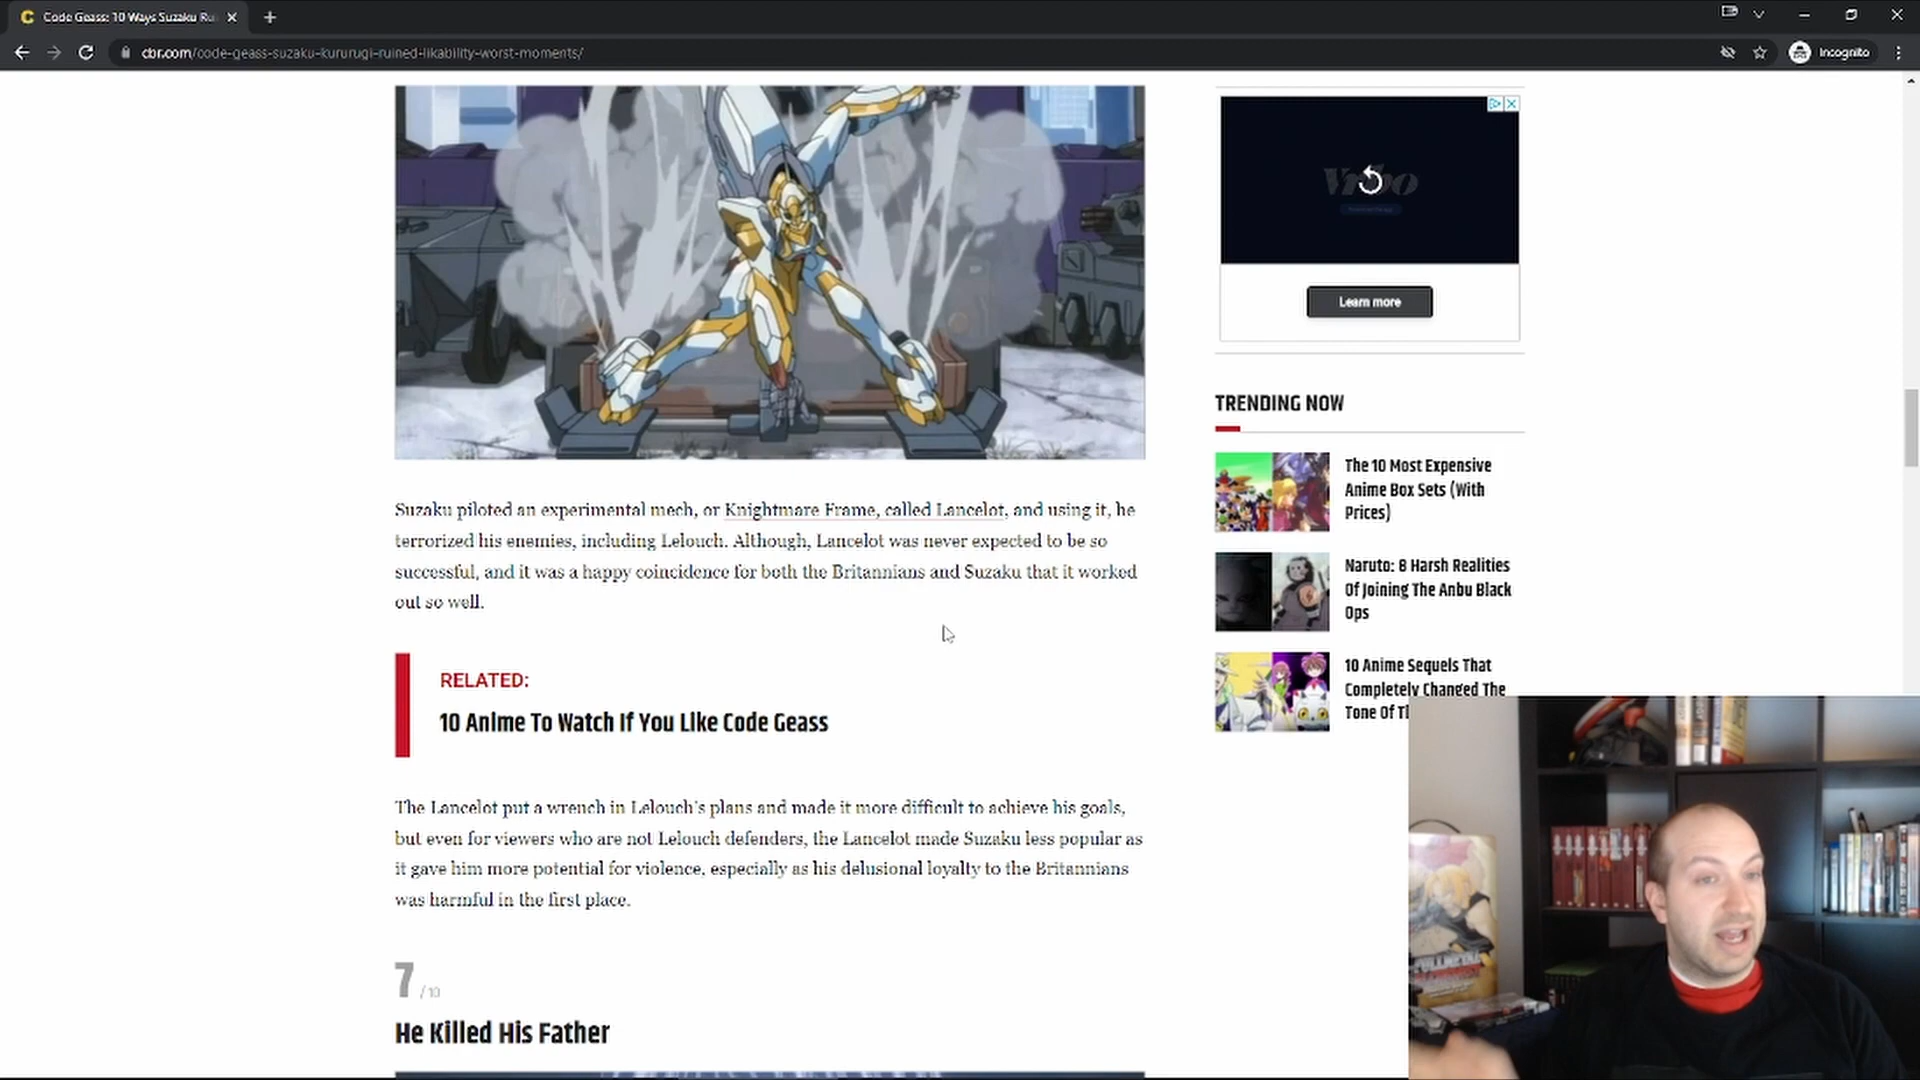 Code Geass: 10 Ways Suzaku Ru
cbr.com/code-geass-suzaku-kururugi-ruined-likability-worst-moments/
Incognito
Vrbo
Learn more
TRENDING NOW
The 10 Most Expensive
Anime Box Sets (With
Prices)
Naruto: 8 Harsh Realities
Of Joining The Anbu Black
Ops
10 Anime Sequels That
Completely Changed The
Tone Of Th
Suzaku piloted an experimental mech, or Knightmare Frame, called Lancelot, and using it, he
terrorized his enemies, including Lelouch. Although, Lancelot was never expected to be so
successful, and it was a happy coincidence for both the Britannians and Suzaku that it worked
out so well.
RELATED:
10 Anime To Watch If You Like Code Geass
The Lancelot put a wrench in Lelouch's plans and made it more difficult to achieve his goals,
but even for viewers who are not Lelouch defenders, the Lancelot made Suzaku less popular as
it gave him more potential for violence, especially as his delusional loyalty to the Britannians
was harmful in the first place.
7 / 10
He Killed His Father
FULLMETAL